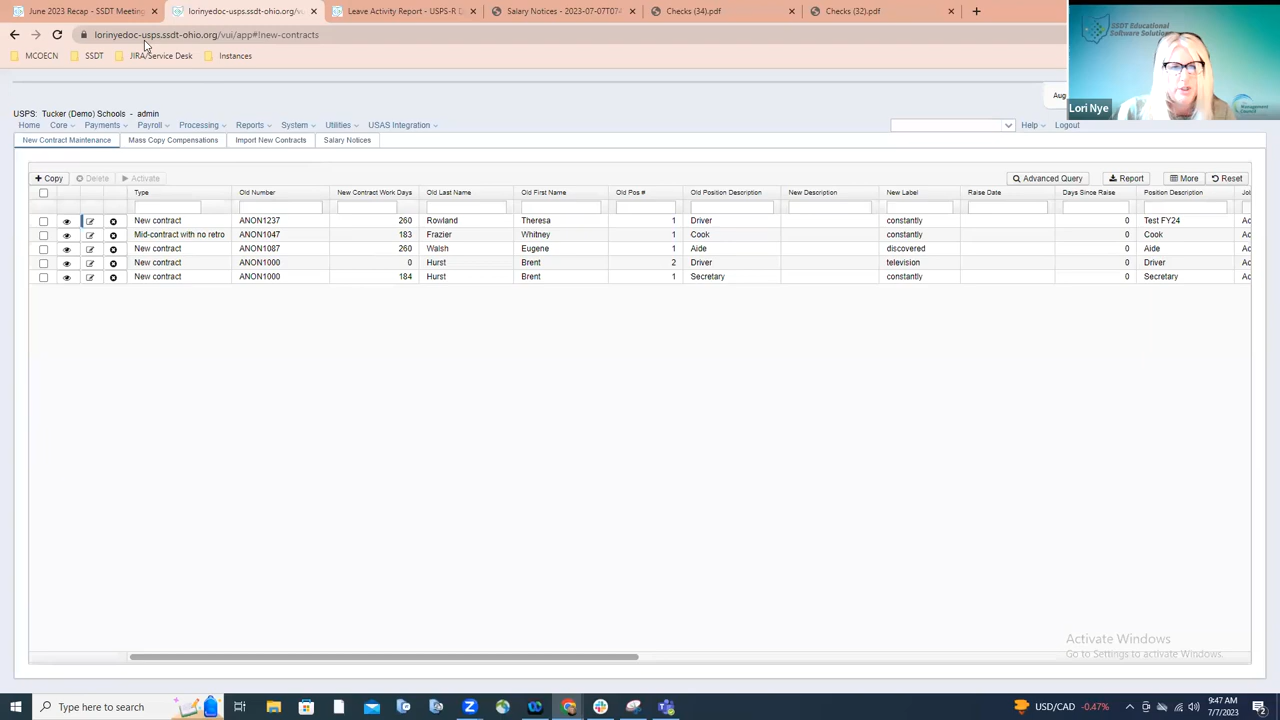 June 2023 Recap - SSDT Meeting
lorinyedoc-usps.ssdt-ohio.org/vu
Leave Activity Report - USPS-R (
Salary Notices - 2023-07-07T074
Checks (34).pdf
Checks (32).pdf
lorinyedoc-usps.ssdt-ohio.org/vui/app#!new-contracts
MCOECN
SSDT
JIRA/Service Desk
Instances
SSDT Educational
Software Solutions
Management
Council
Lori Nye
Aug
USPS: Tucker (Demo) Schools - admin
Home Core Payments Payroll Processing Reports System Utilities USAS Integration Help Logout
New Contract Maintenance Mass Copy Compensations Import New Contracts Salary Notices
Copy Delete Activate Advanced Query Report More Reset
Type Old Number New Contract Work Days Old Last Name Old First Name Old Pos # Old Position Description New Description New Label Raise Date Days Since Raise Position Description
New contract ANON1237 260 Rowland Theresa 1 Driver constantly 0 Test FY24
Mid-contract with no retro ANON1047 183 Frazier Whitney 1 Cook constantly 0 Cook
New contract ANON1087 260 Walsh Eugene 1 Aide discovered 0 Aide
New contract ANON1000 0 Hurst Brent 2 Driver television 0 Driver
New contract ANON1000 184 Hurst Brent 1 Secretary constantly 0 Secretary
Activate Windows
Go to Settings to activate Windows.
Type here to search
USD/CAD -0.47%
9:47 AM
7/7/2023